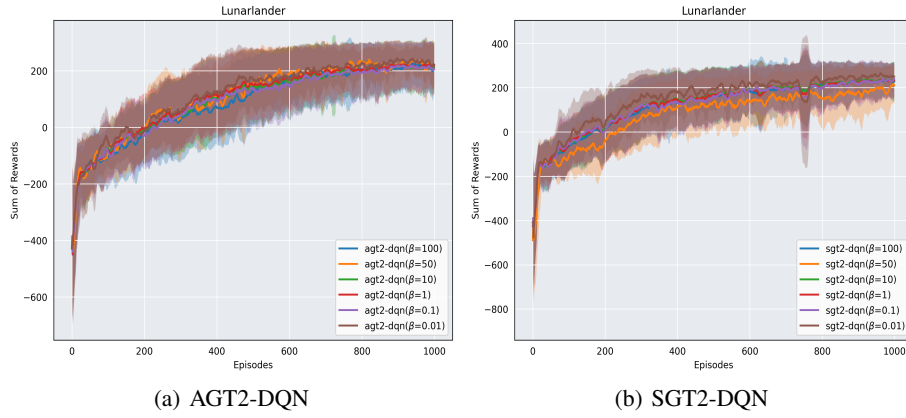 Lunarlander
Sum of Rewards
200
0
−200
−400
−600
0
200
400
600
800
1000
Episodes
agt2-dqn(β=100)
agt2-dqn(β=50)
agt2-dqn(β=10)
agt2-dqn(β=1)
agt2-dqn(β=0.1)
agt2-dqn(β=0.01)
(a) AGT2-DQN
Lunarlander
Sum of Rewards
400
200
0
−200
−400
−600
−800
0
200
400
600
800
1000
Episodes
sgt2-dqn(β=100)
sgt2-dqn(β=50)
sgt2-dqn(β=10)
sgt2-dqn(β=1)
sgt2-dqn(β=0.1)
sgt2-dqn(β=0.01)
(b) SGT2-DQN